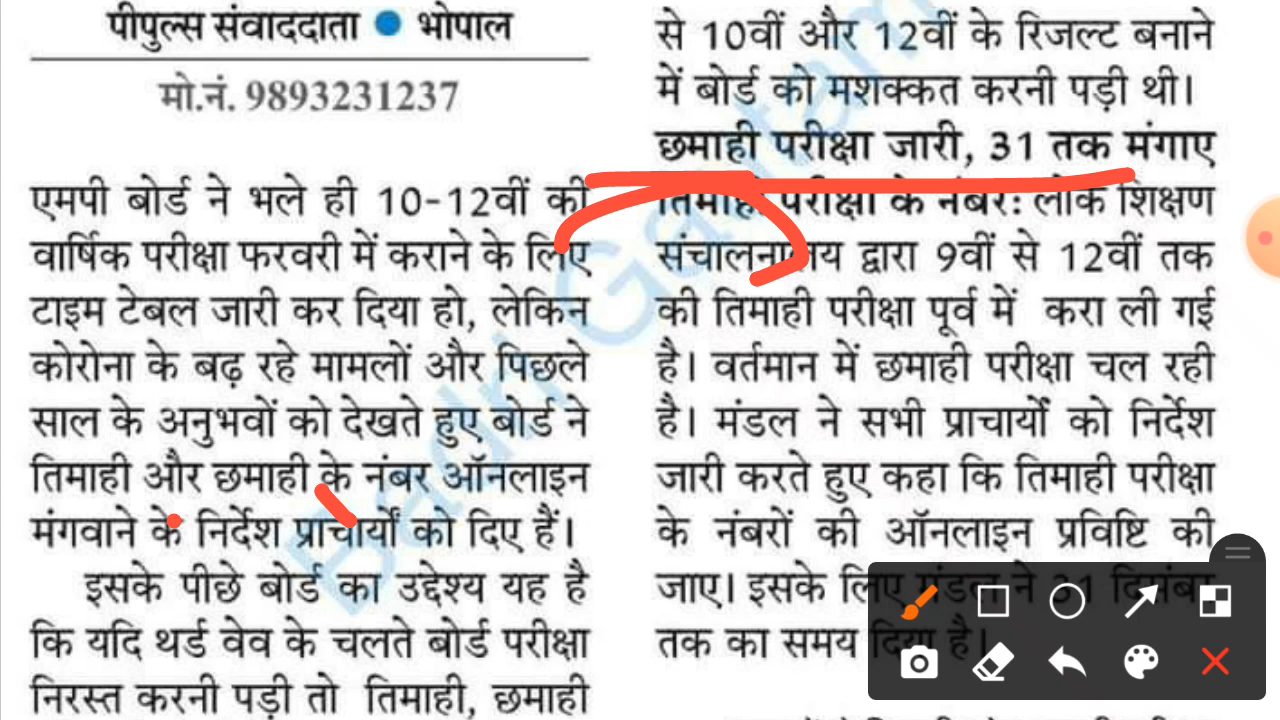 पीपुल्स संवाददाता ● भोपाल
मो.नं. 9893231237
एमपी बोर्ड ने भले ही 10-12वीं की
वार्षिक परीक्षा फरवरी में कराने के लिए
टाइम टेबल जारी कर दिया हो, लेकिन
कोरोना के बढ़ रहे मामलों और पिछले
साल के अनुभवों को देखते हुए बोर्ड ने
तिमाही और छमाही के नंबर ऑनलाइन
मंगवाने के निर्देश प्राचार्यों को दिए हैं।
इसके पीछे बोर्ड का उद्देश्य यह है
कि यदि थर्ड वेव के चलते बोर्ड परीक्षा
निरस्त करनी पड़ी तो तिमाही, छमाही
से 10वीं और 12वीं के रिजल्ट बनाने
में बोर्ड को मशक्कत करनी पड़ी थी।
छमाही परीक्षा जारी, 31 तक मंगाए
तिमाही परीक्षा के नंबर: लोक शिक्षण
संचालनालय द्वारा 9वीं से 12वीं तक
की तिमाही परीक्षा पूर्व में करा ली गई
है। वर्तमान में छमाही परीक्षा चल रही
है। मंडल ने सभी प्राचार्यों को निर्देश
जारी करते हुए कहा कि तिमाही परीक्षा
के नंबरों की ऑनलाइन प्रविष्टि की
जाए। इसके लिए मंडल ने 31 दिसंबर
तक का समय दिया है।
Badri Gautam